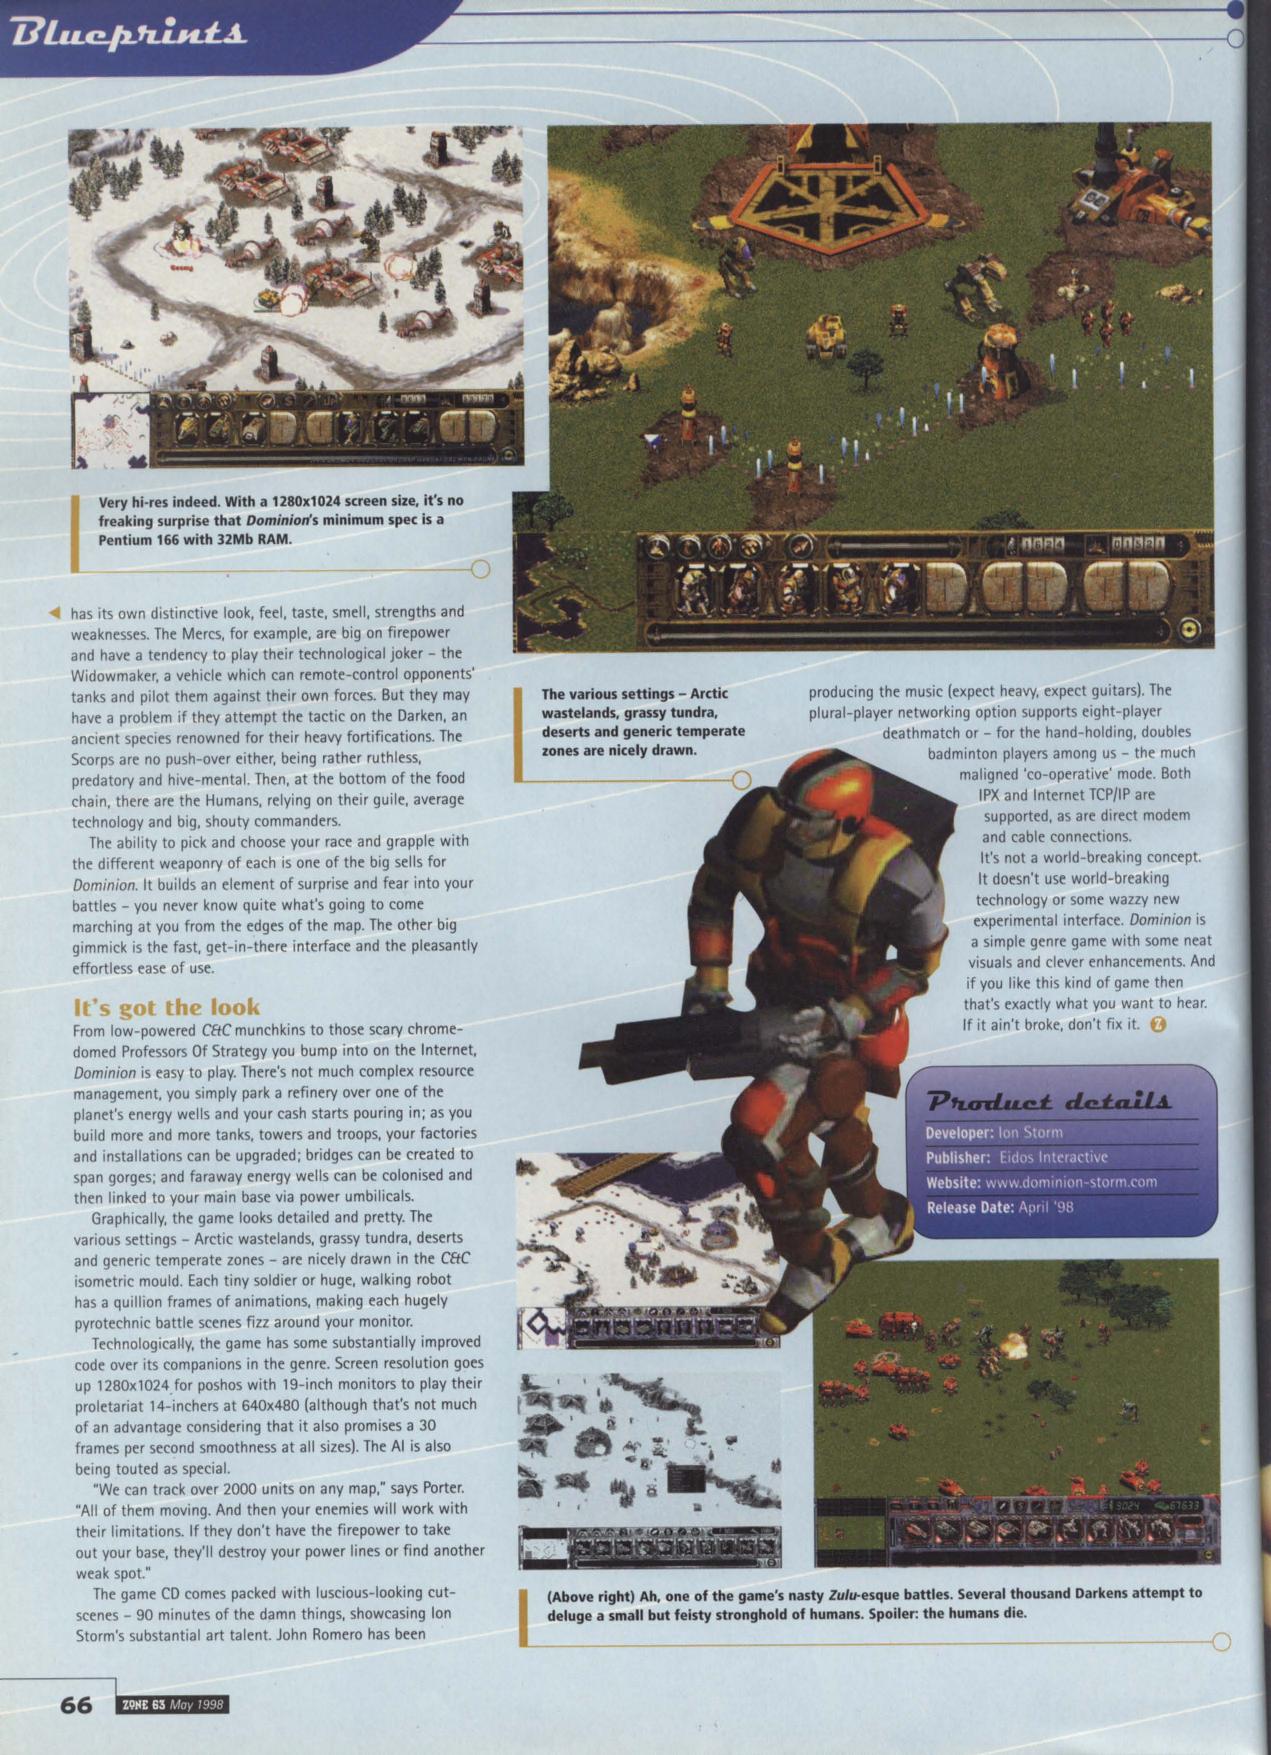 Blueprints
Enemy
Very hi-res indeed. With a 1280x1024 screen size, it's no
freaking surprise that Dominion's minimum spec is a
Pentium 166 with 32Mb RAM.
1624
01521
has its own distinctive look, feel, taste, smell, strengths and
weaknesses. The Mercs, for example, are big on firepower
and have a tendency to play their technological joker – the
Widowmaker, a vehicle which can remote-control opponents'
tanks and pilot them against their own forces. But they may
have a problem if they attempt the tactic on the Darken, an
ancient species renowned for their heavy fortifications. The
Scorps are no push-over either, being rather ruthless,
predatory and hive-mental. Then, at the bottom of the food
chain, there are the Humans, relying on their guile, average
technology and big, shouty commanders.
The ability to pick and choose your race and grapple with
the different weaponry of each is one of the big sells for
Dominion. It builds an element of surprise and fear into your
battles – you never know quite what's going to come
marching at you from the edges of the map. The other big
gimmick is the fast, get-in-there interface and the pleasantly
effortless ease of use.
It's got the look
From low-powered C&C munchkins to those scary chrome-
domed Professors Of Strategy you bump into on the Internet,
Dominion is easy to play. There's not much complex resource
management, you simply park a refinery over one of the
planet's energy wells and your cash starts pouring in; as you
build more and more tanks, towers and troops, your factories
and installations can be upgraded; bridges can be created to
span gorges; and faraway energy wells can be colonised and
then linked to your main base via power umbilicals.
Graphically, the game looks detailed and pretty. The
various settings – Arctic wastelands, grassy tundra, deserts
and generic temperate zones – are nicely drawn in the C&C
isometric mould. Each tiny soldier or huge, walking robot
has a quillion frames of animations, making each hugely
pyrotechnic battle scenes fizz around your monitor.
Technologically, the game has some substantially improved
code over its companions in the genre. Screen resolution goes
up 1280x1024 for poshos with 19-inch monitors to play their
proletariat 14-inchers at 640x480 (although that's not much
of an advantage considering that it also promises a 30
frames per second smoothness at all sizes). The AI is also
being touted as special.
"We can track over 2000 units on any map," says Porter.
"All of them moving. And then your enemies will work with
their limitations. If they don't have the firepower to take
out your base, they'll destroy your power lines or find another
weak spot."
The game CD comes packed with luscious-looking cut-
scenes – 90 minutes of the damn things, showcasing Ion
Storm's substantial art talent. John Romero has been
The various settings – Arctic
wastelands, grassy tundra,
deserts and generic temperate
zones are nicely drawn.
producing the music (expect heavy, expect guitars). The
plural-player networking option supports eight-player
deathmatch or – for the hand-holding, doubles
badminton players among us – the much
maligned 'co-operative' mode. Both
IPX and Internet TCP/IP are
supported, as are direct modem
and cable connections.
It's not a world-breaking concept.
It doesn't use world-breaking
technology or some wazzy new
experimental interface. Dominion is
a simple genre game with some neat
visuals and clever enhancements. And
if you like this kind of game then
that's exactly what you want to hear.
If it ain't broke, don't fix it. Z
Product details
Developer: Ion Storm
Publisher: Eidos Interactive
Website: www.dominion-storm.com
Release Date: April '98
9024
67633
(Above right) Ah, one of the game's nasty Zulu-esque battles. Several thousand Darkens attempt to
deluge a small but feisty stronghold of humans. Spoiler: the humans die.
66 ZONE 63 May 1998